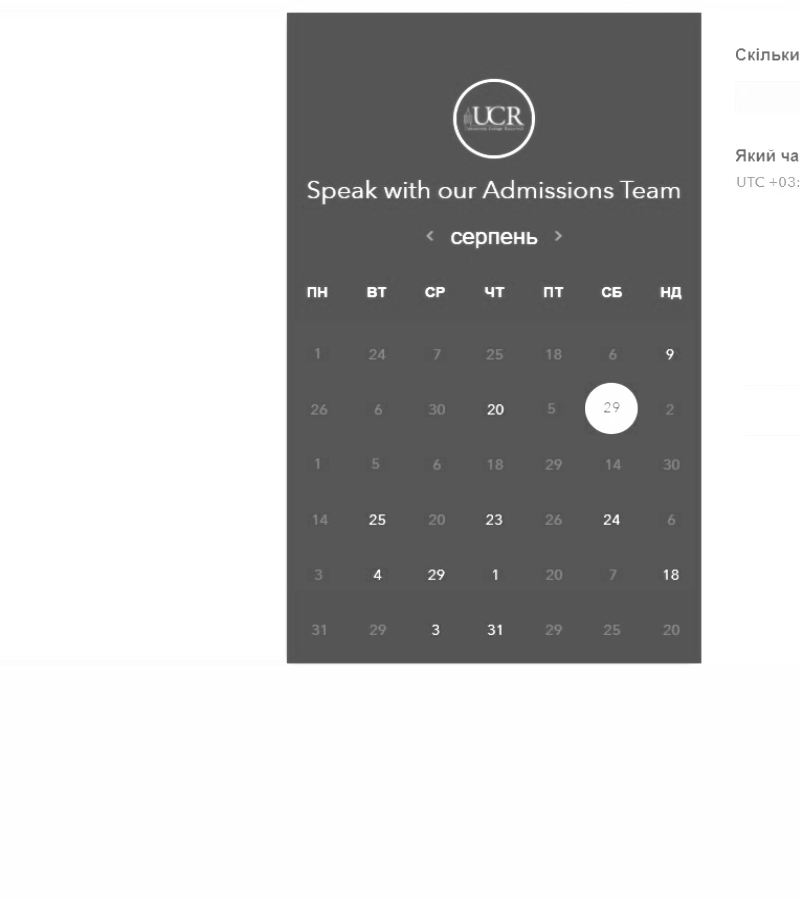 Скільки
UCR
Який ча
UTC +03:
Speak with our Admissions Team
< серпень >
ПН ВТ СР ЧТ ПТ СБ НД
1 24 7 25 18 6 9
26 6 30 20 5 29 2
1 5 6 18 29 14 30
14 25 20 23 26 24 6
3 4 29 1 20 7 18
31 29 3 31 29 25 20